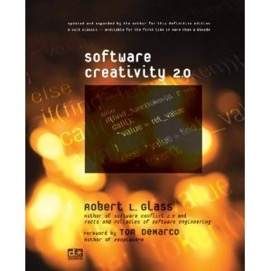 updated and expanded by the author for this definitive edition
a cult classic -- available for the first time in more than a decade
software
creativity 2.0
Robert L. Glass
author of software conflict 2.0 and
facts and fallacies of software engineering
foreword by Tom DeMarco
author of peopleware